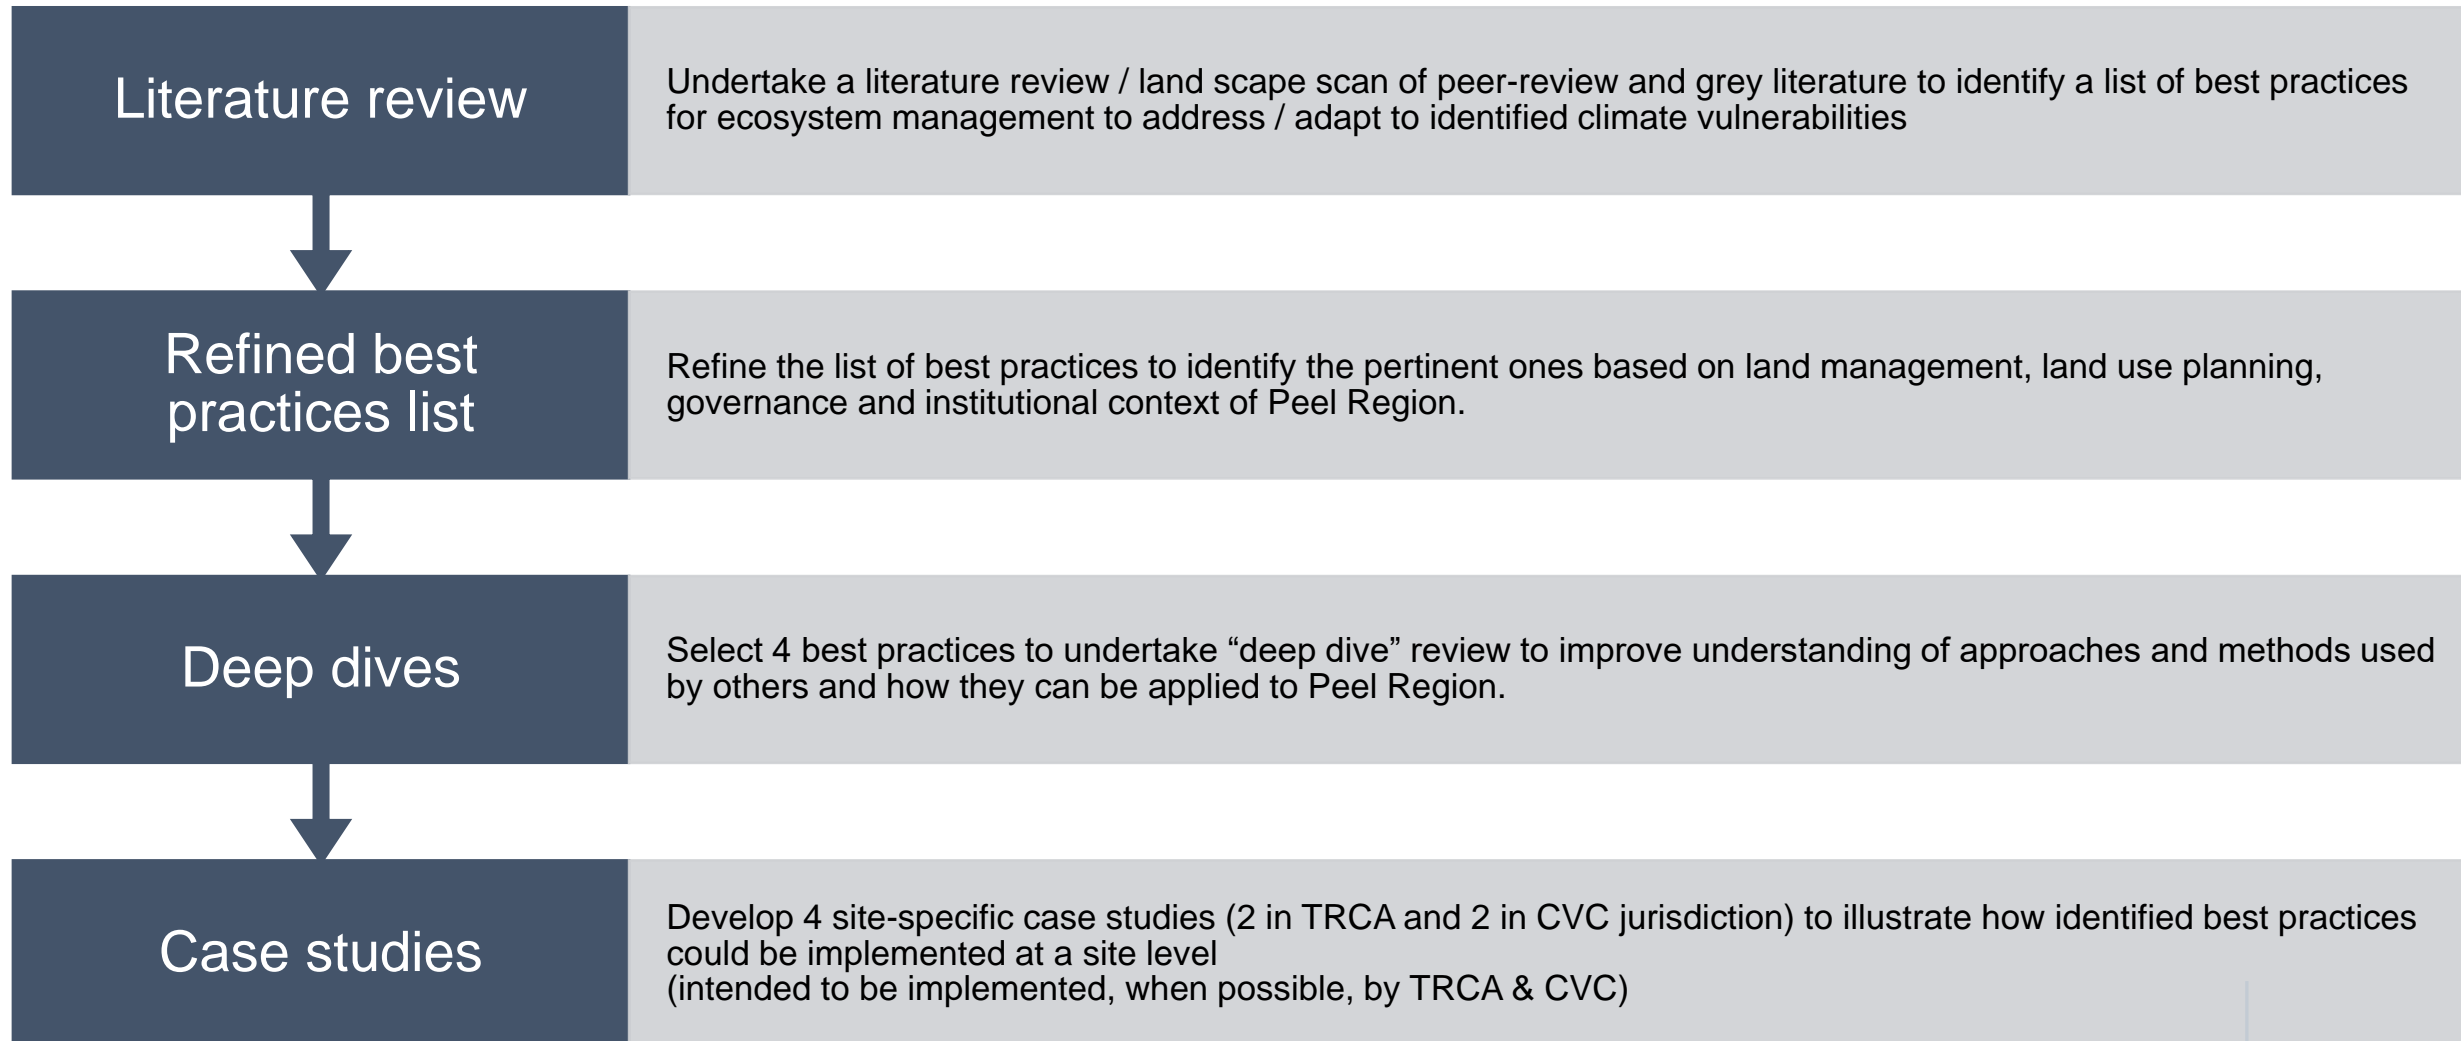 Literature review
Undertake a literature review / land scape scan of peer-review and grey literature to identify a list of best practices
for ecosystem management to address / adapt to identified climate vulnerabilities
Refined best
practices list
Refine the list of best practices to identify the pertinent ones based on land management, land use planning,
governance and institutional context of Peel Region.
Deep dives
Select 4 best practices to undertake “deep dive” review to improve understanding of approaches and methods used
by others and how they can be applied to Peel Region.
Case studies
Develop 4 site-specific case studies (2 in TRCA and 2 in CVC jurisdiction) to illustrate how identified best practices
could be implemented at a site level
(intended to be implemented, when possible, by TRCA & CVC)